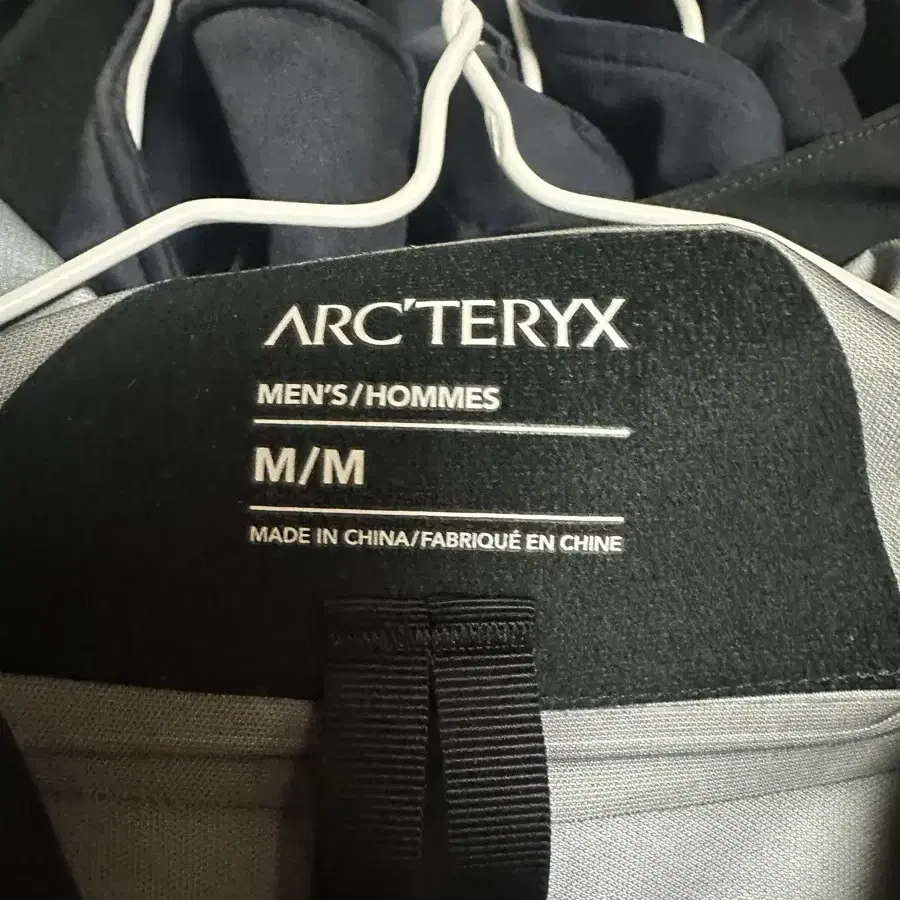 ARC'TERYX
MEN'S/HOMMES
M/M
MADE IN CHINA/FABRIQUÉ EN CHINE